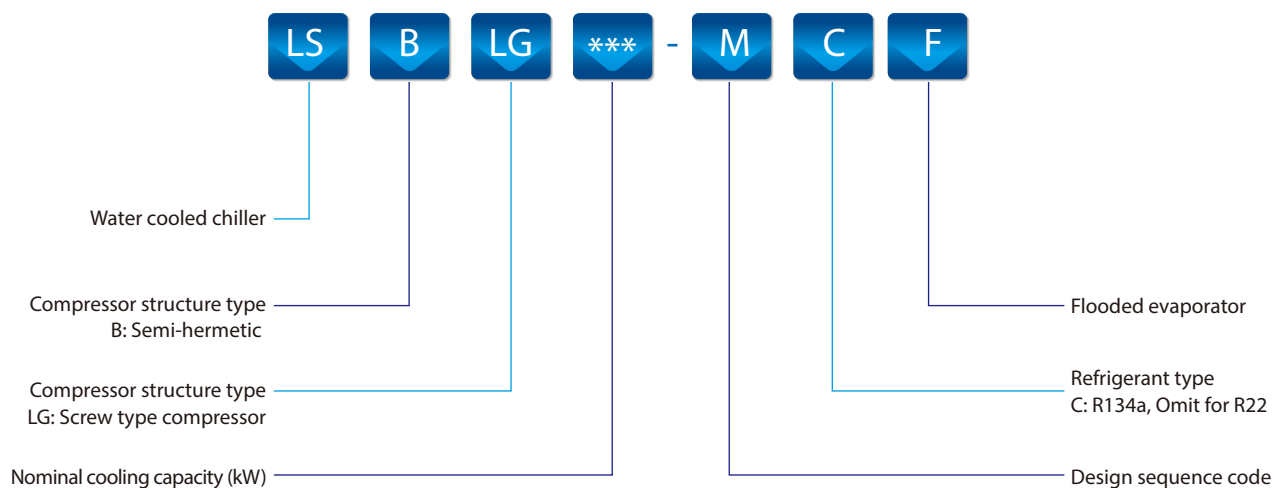 LS B LG *** - M C F
Water cooled chiller
Compressor structure type
B: Semi-hermetic
Compressor structure type
LG: Screw type compressor
Nominal cooling capacity (kW)
Flooded evaporator
Refrigerant type
C: R134a, Omit for R22
Design sequence code